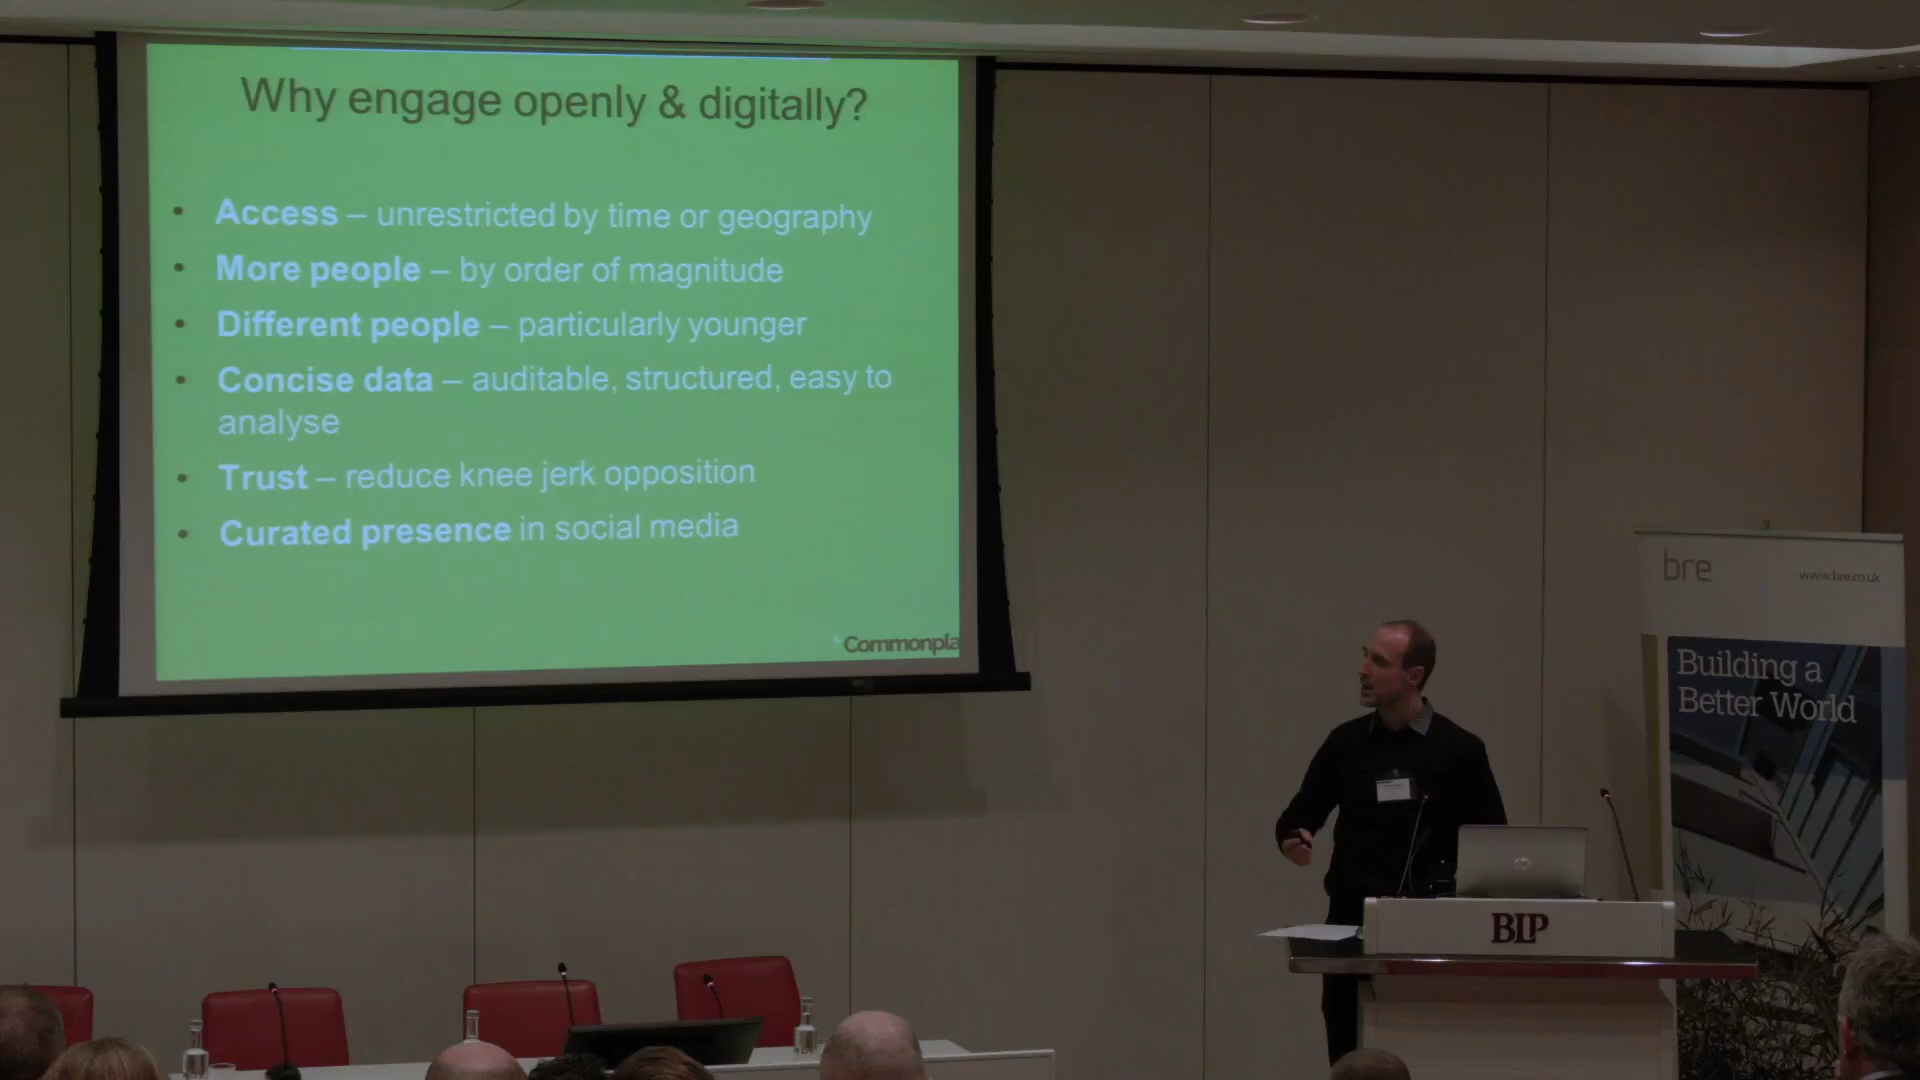 Why engage openly & digitally?
• Access – unrestricted by time or geography
• More people – by order of magnitude
• Different people – particularly younger
• Concise data – auditable, structured, easy to
analyse
• Trust – reduce knee jerk opposition
• Curated presence in social media
Commonpla
bre
www.bre.co.uk
Building a
Better World
BLP